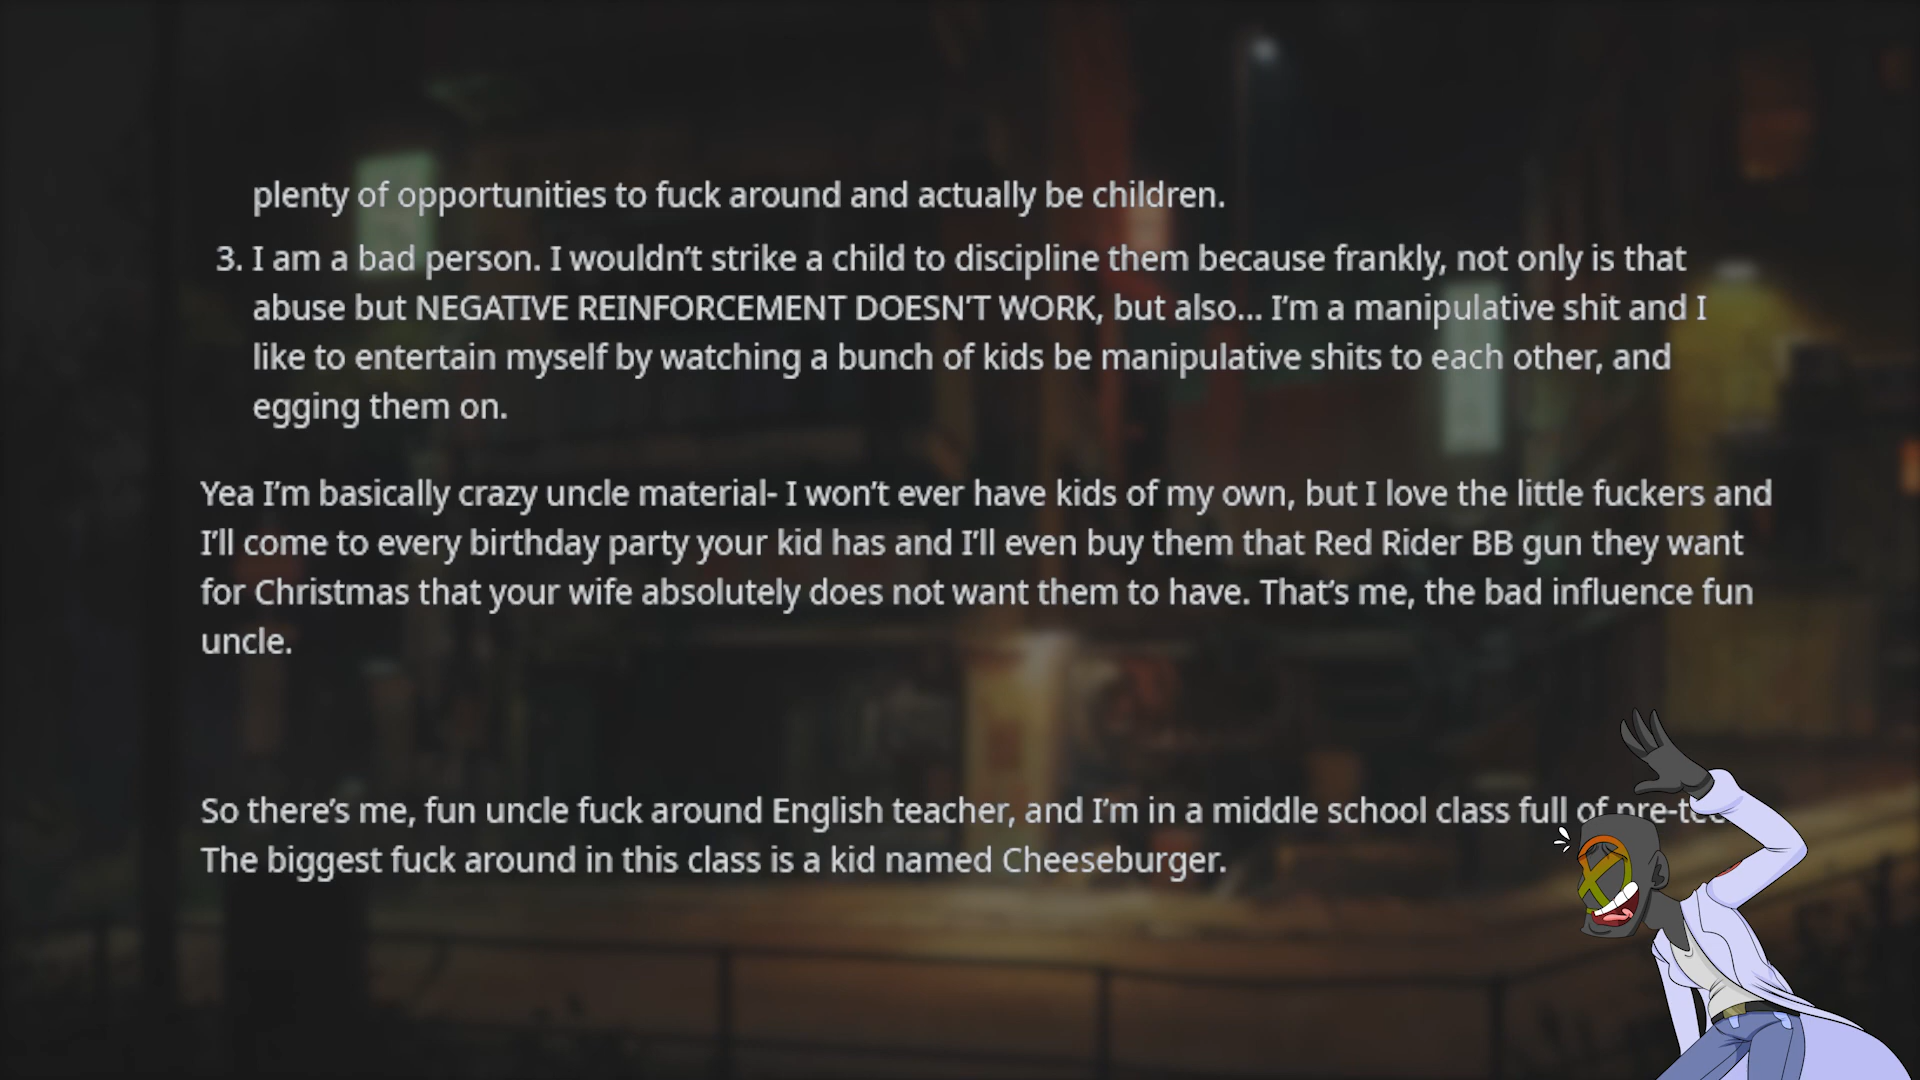 plenty of opportunities to fuck around and actually be children.
3. I am a bad person. I wouldn't strike a child to discipline them because frankly, not only is that
abuse but NEGATIVE REINFORCEMENT DOESN'T WORK, but also... I'm a manipulative shit and I
like to entertain myself by watching a bunch of kids be manipulative shits to each other, and
egging them on.
Yea I'm basically crazy uncle material- I won't ever have kids of my own, but I love the little fuckers and
I'll come to every birthday party your kid has and I'll even buy them that Red Rider BB gun they want
for Christmas that your wife absolutely does not want them to have. That's me, the bad influence fun
uncle.
So there's me, fun uncle fuck around English teacher, and I'm in a middle school class full of
The biggest fuck around in this class is a kid named Cheeseburger.